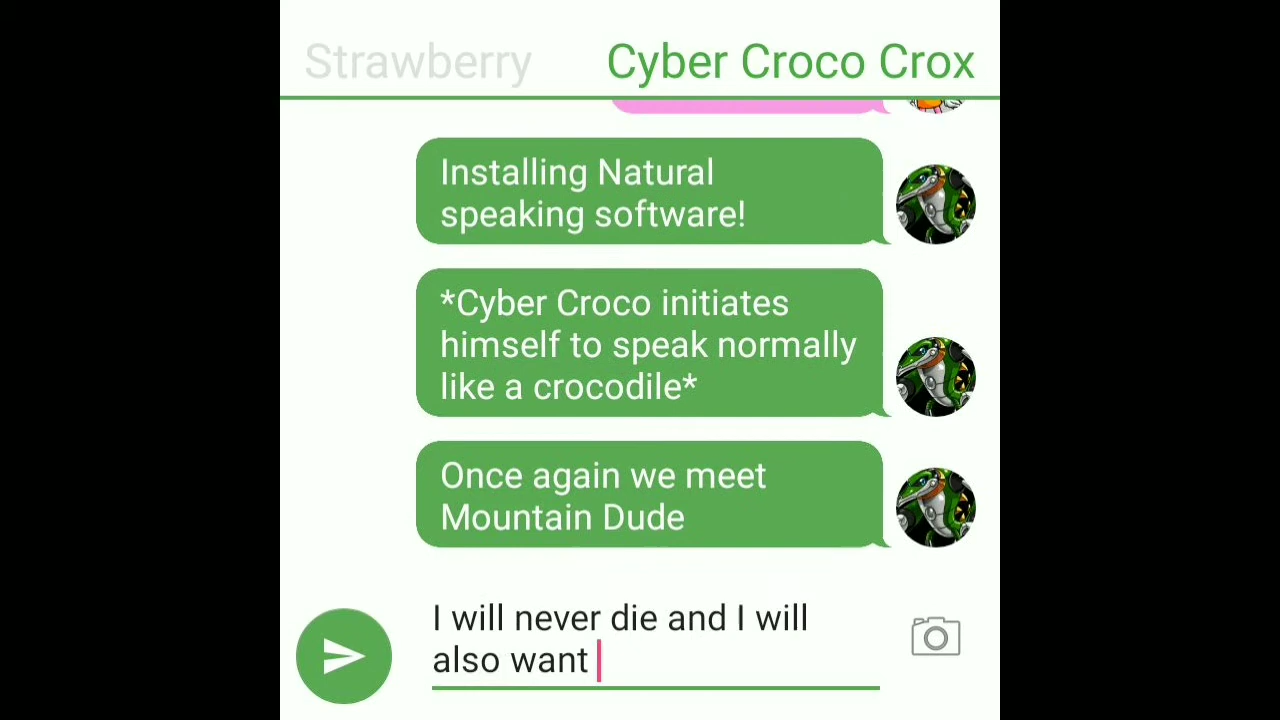 Strawberry
Cyber Croco Crox
Installing Natural
speaking software!
*Cyber Croco initiates
himself to speak normally
like a crocodile*
Once again we meet
Mountain Dude
I will never die and I will
also want